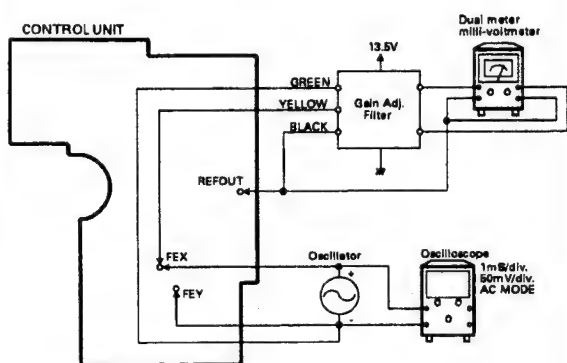 CONTROL UNIT
Dual meter
milli-voltmeter
13.5V
GREEN
YELLOW
BLACK
Gain Adj.
Filter
REFOUT
FEX
FEY
Oscillator
+
-
Oscilloscope
1mS/div.
50mV/div.
AC MODE